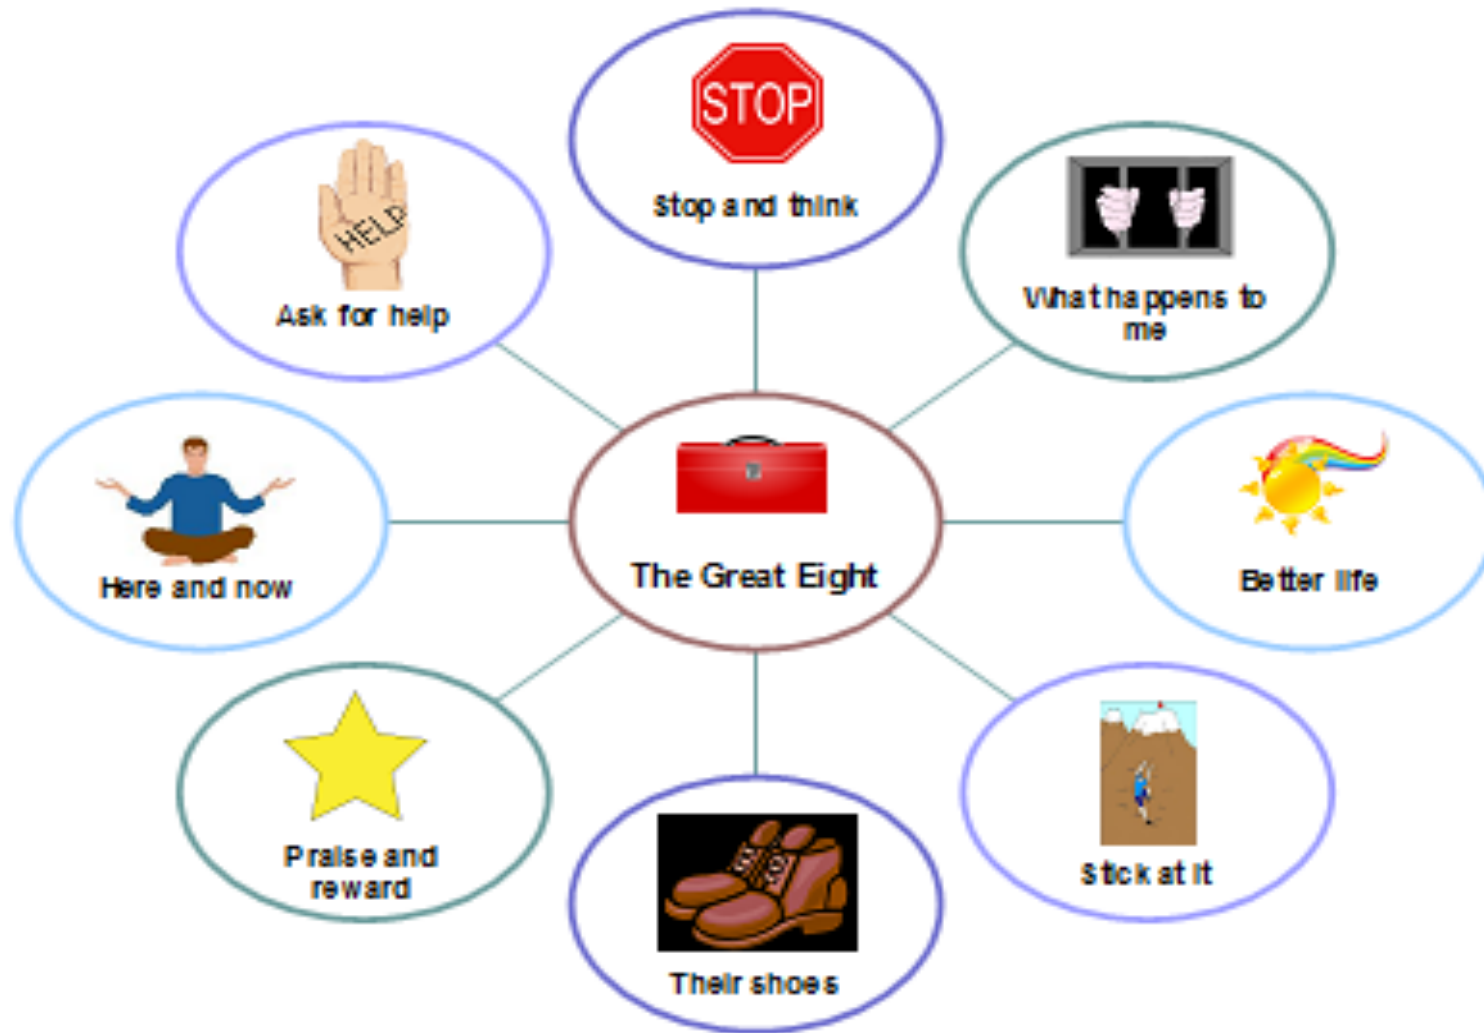 STOP
Stop and think
What happens to
me
Better life
Stick at it
Their shoes
Praise and
reward
Here and now
HELP
Ask for help
The Great Eight